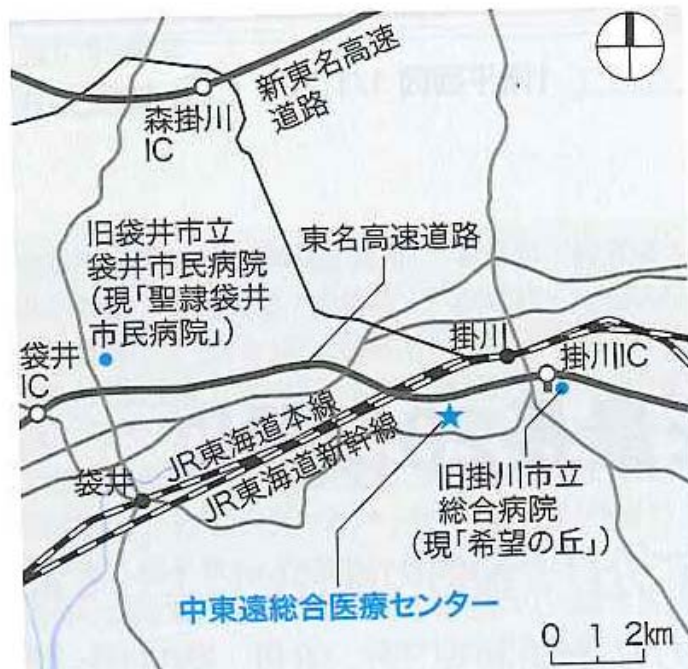 新東名高速
道路
森掛川
IC
旧袋井市立
袋井市民病院
(現「聖隷袋井
市民病院」)
東名高速道路
袋井
IC
掛川
掛川IC
JR東海道本線
JR東海道新幹線
袋井
旧掛川市立
総合病院
(現「希望の丘」)
中東遠総合医療センター
0 1 2km